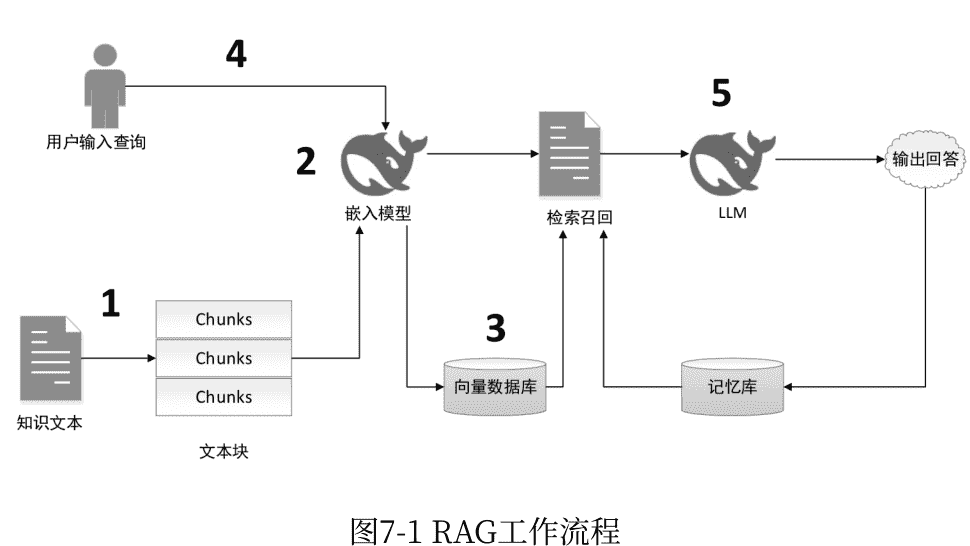 4
用户输入查询
2
嵌入模型
检索召回
5
LLM
输出回答
1
知识文本
Chunks
Chunks
Chunks
文本块
3
向量数据库
记忆库
图7-1 RAG工作流程